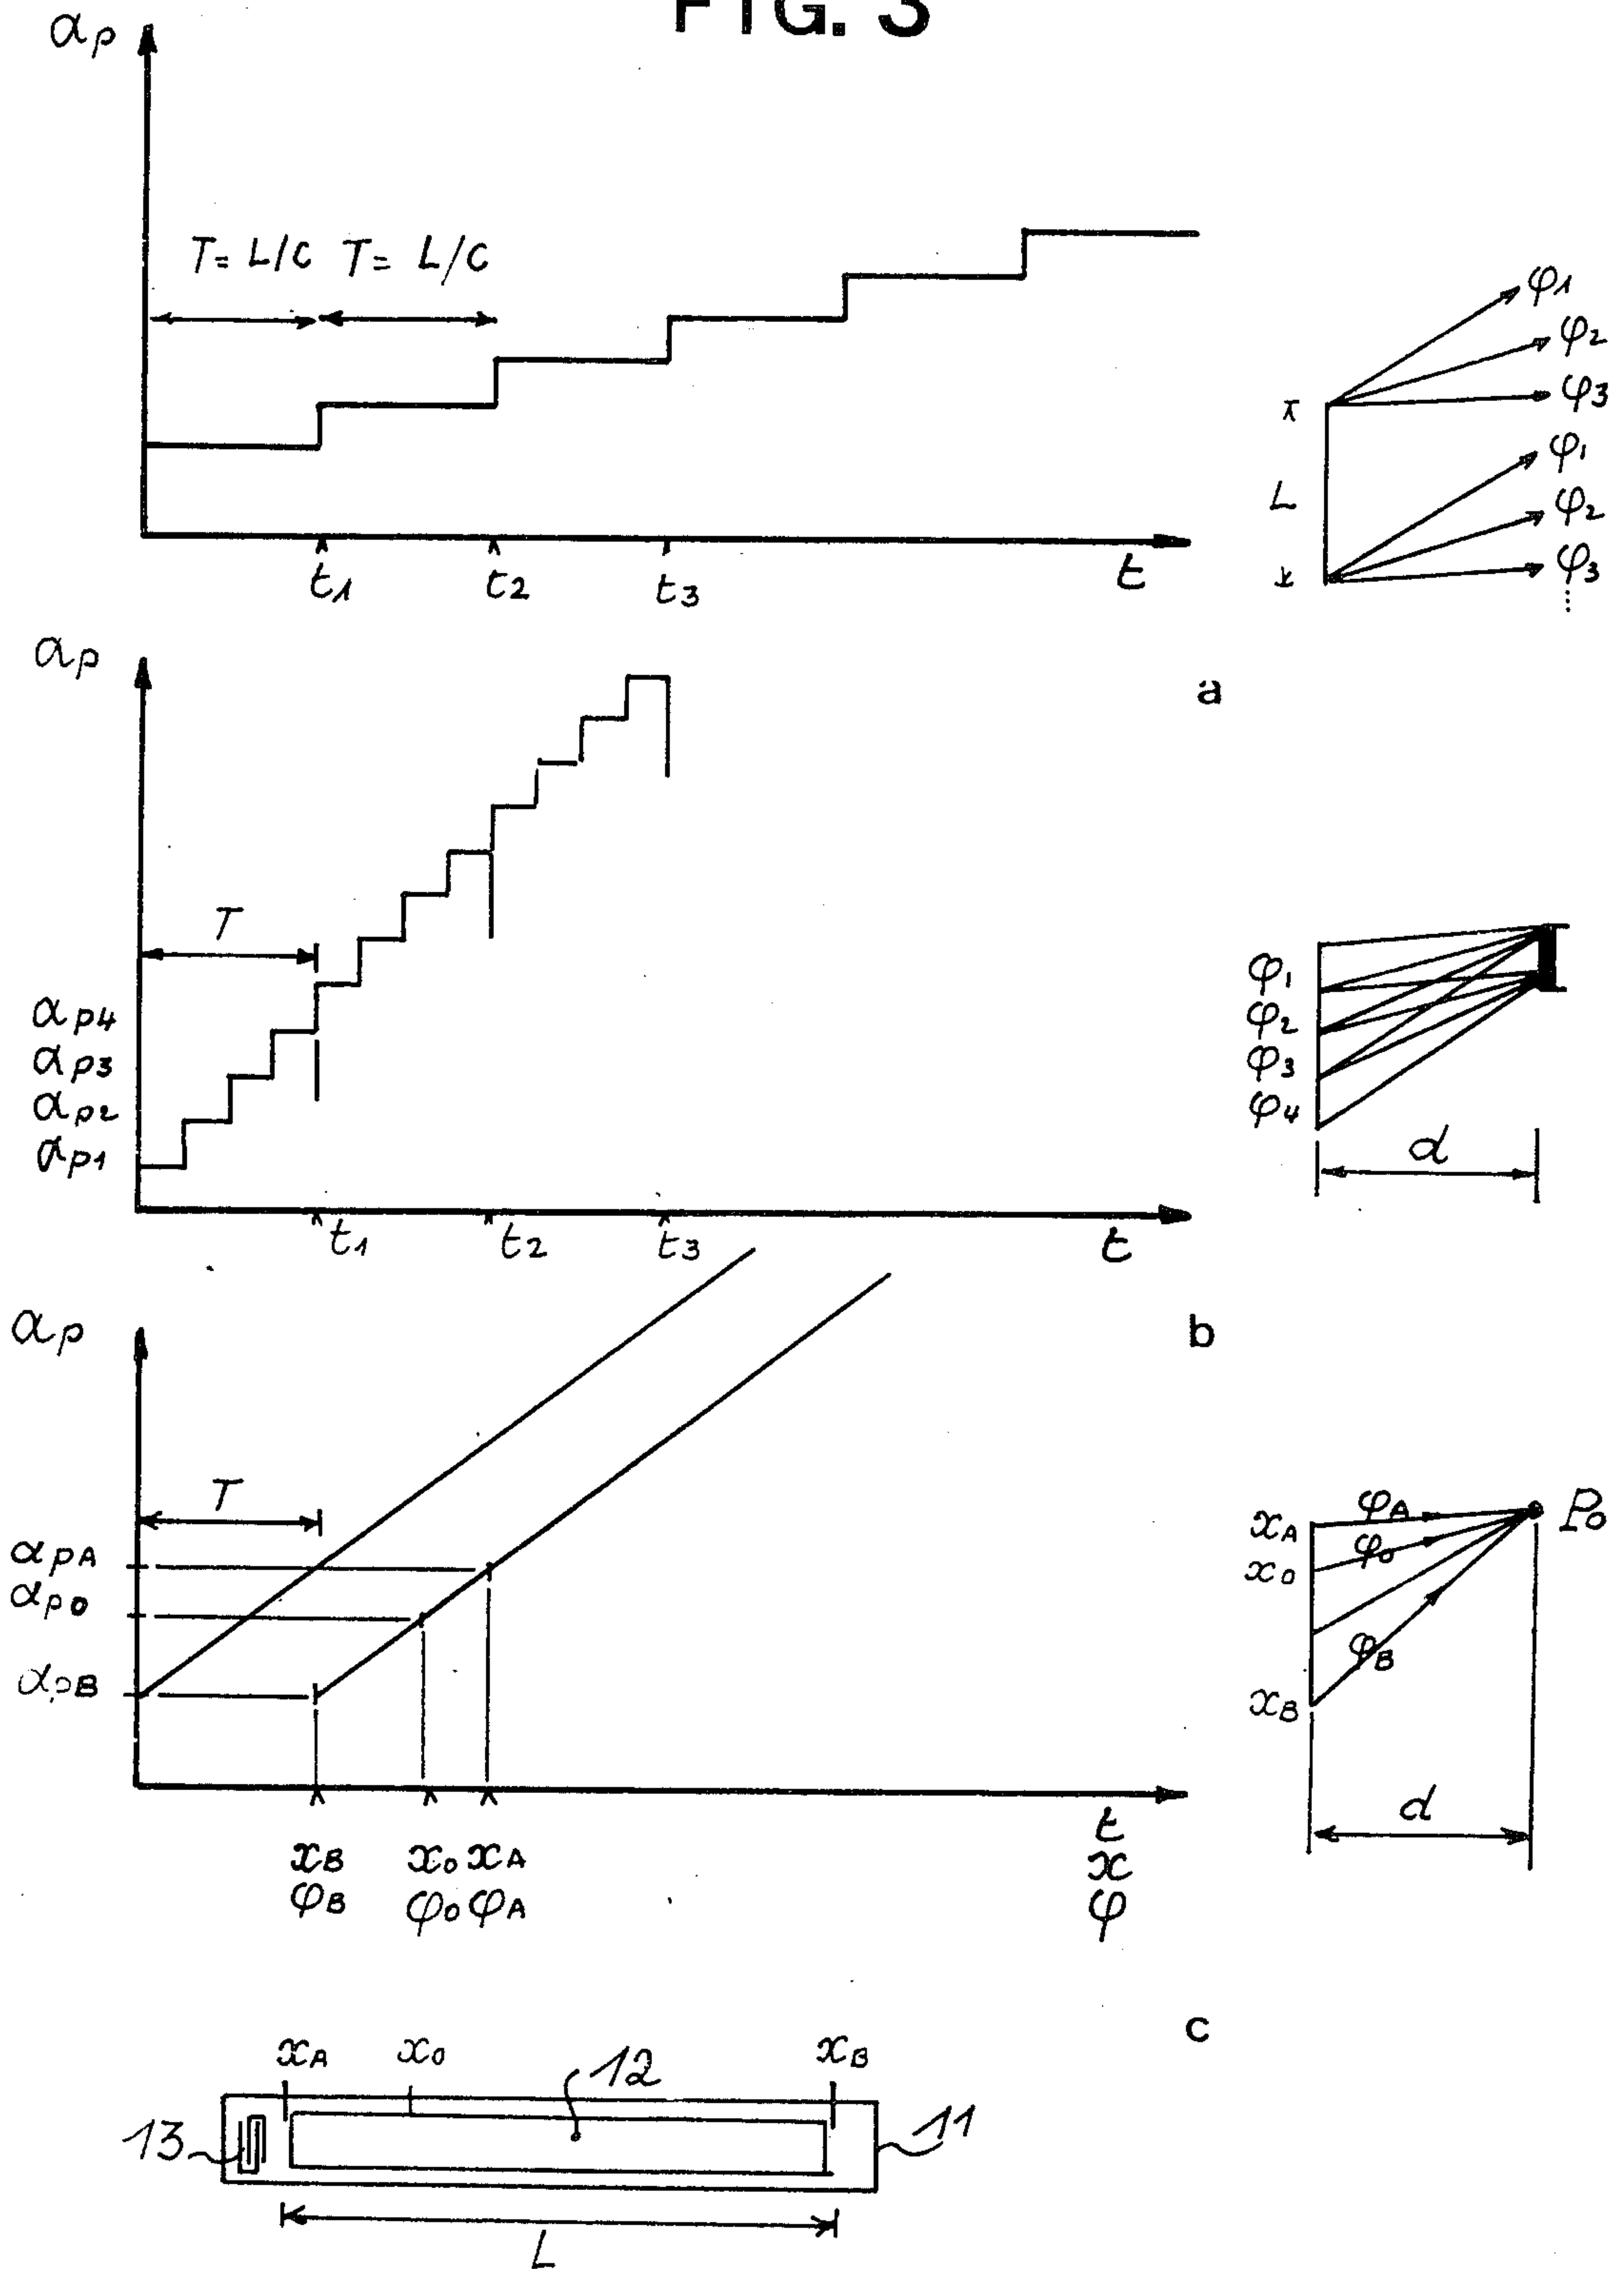 FIG. 3
αp
T= L/C T= L/C
φ1
φ2
φ3
φ1
L
φ2
φ3
t1 t2 t3 t
a
αp
T
αp4
αp3
αp2
αp1
φ1
φ2
φ3
φ4
d
t1 t2 t3 t
b
αp
T
αpA
αp0
αpB
xA φA P0
x0 φ0
φB
xB
d
xB x0 xA t
x
φB φ0 φA φ
c
xA x0 12 xB
13 11
L